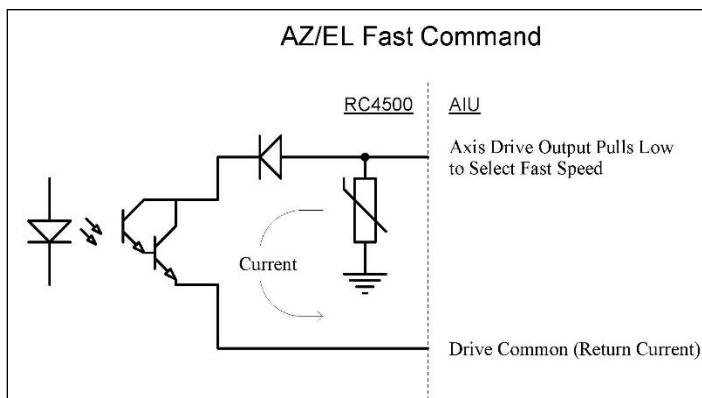 AZ/EL Fast Command
RC4500
AIU
Axis Drive Output Pulls Low
to Select Fast Speed
Current
Drive Common (Return Current)